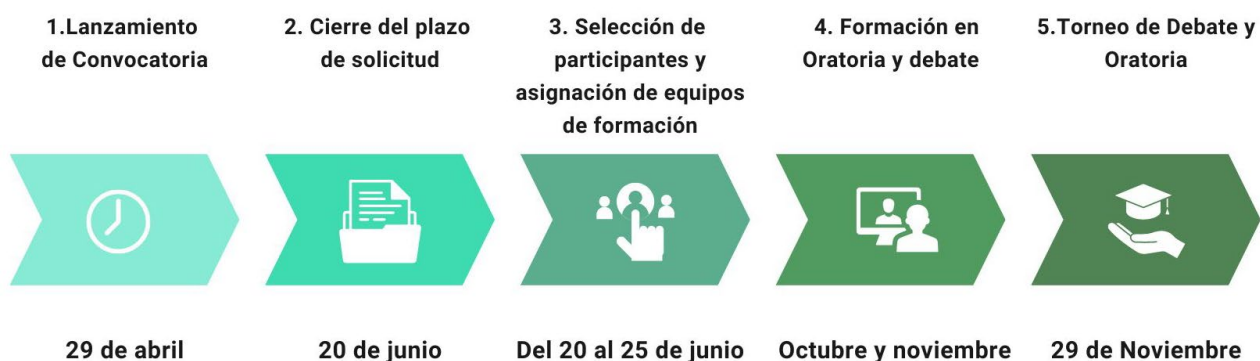 1.Lanzamiento
de Convocatoria
2. Cierre del plazo
de solicitud
3. Selección de
participantes y
asignación de equipos
de formación
4. Formación en
Oratoria y debate
5.Torneo de Debate y
Oratoria
29 de abril
20 de junio
Del 20 al 25 de junio
Octubre y noviembre
29 de Noviembre